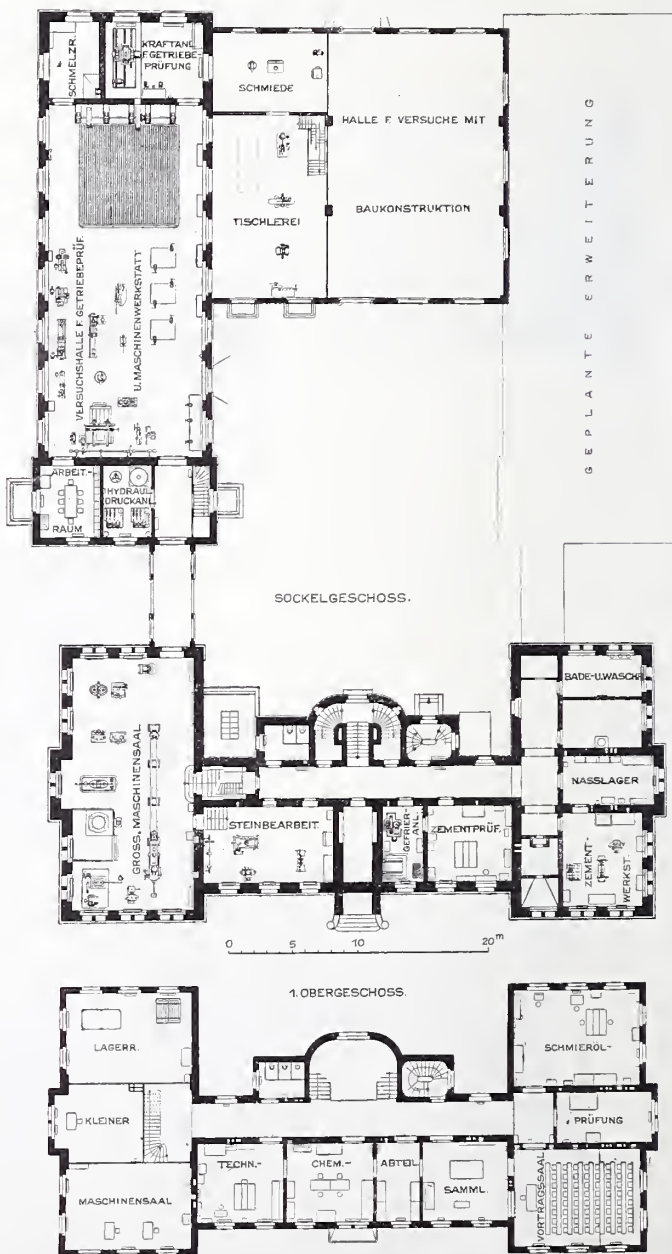 SCHMELZR.
KRAFTANL.
F. GETRIEBE-
PRÜFUNG
SCHMIEDE
HALLE F. VERSUCHE MIT
BAUKONSTRUKTION
TISCHLEREI
GEPLANTE ERWEITERUNG
VERSUCHSHALLE F. GETRIEBEPRÜF.
U. MASCHINENWERKSTATT
ARBEIT.-
RAUM
HYDRAUL.
DRUCKANL.
SOCKELGESCHOSS.
GROSS. MASCHINENSAAL
STEINBEARBEIT.
GEFRIER-
ANL.
ZEMENTPRÜF.
BADE- U. WASCHR.
NASSLAGER
ZEMENT-
WERKST.
0 5 10 20 m
1. OBERGESCHOSS.
LAGERR.
KLEINER
MASCHINENSAAL
TECHN.-
CHEM.-
ABTEIL.
SAMML.
SCHMIERÖL-
PRÜFUNG
VORTRAGSSAAL